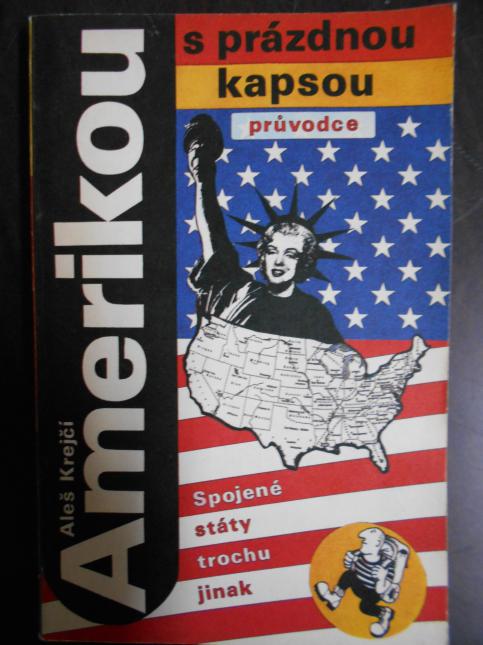 Aleš Krejčí
Amerikou
s prázdnou
kapsou
průvodce
Spojené
státy
trochu
jinak